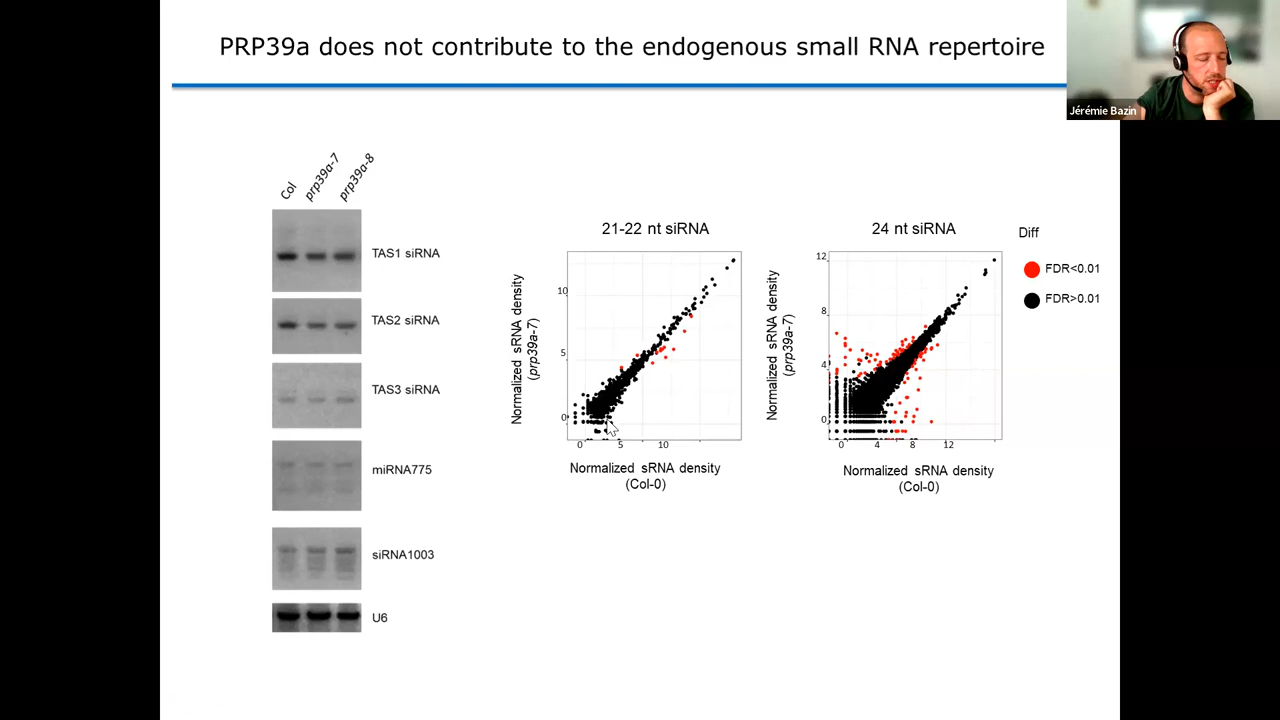 PRP39a does not contribute to the endogenous small RNA repertoire
Jérémie Bazin
Col
prp39a-7
prp39a-8
TAS1 siRNA
TAS2 siRNA
TAS3 siRNA
miRNA775
siRNA1003
U6
21-22 nt siRNA
Normalized sRNA density
(prp39a-7)
10
5
0
0 5 10
Normalized sRNA density
(Col-0)
24 nt siRNA
Normalized sRNA density
(prp39a-7)
12
8
4
0
0 4 8 12
Normalized sRNA density
(Col-0)
Diff
FDR<0.01
FDR>0.01